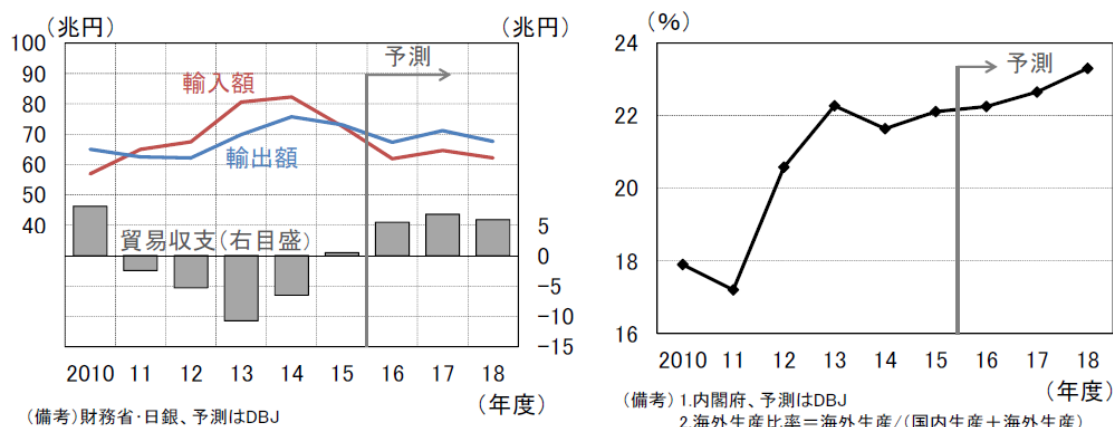 (兆円)
(兆円)
100
90
80
70
60
50
40
予測
輸入額
輸出額
貿易収支(右目盛)
5
0
-5
-10
-15
2010 11 12 13 14 15 16 17 18
(年度)
(備考)財務省・日銀、予測はDBJ
(%)
24
22
20
18
16
予測
2010 11 12 13 14 15 16 17 18
(年度)
(備考) 1.内閣府、予測はDBJ
2.海外生産比率=海外生産/(国内生産+海外生産)